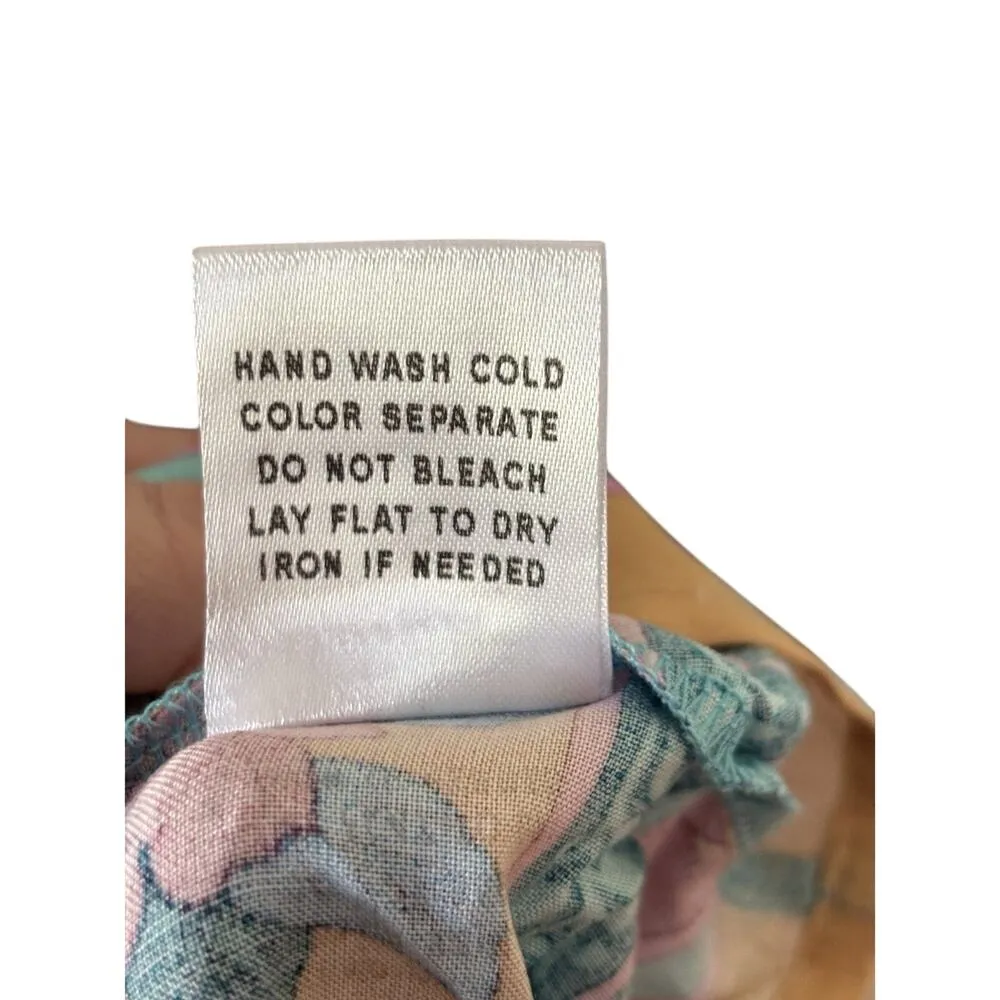 HAND WASH COLD
COLOR SEPARATE
DO NOT BLEACH
LAY FLAT TO DRY
IRON IF NEEDED